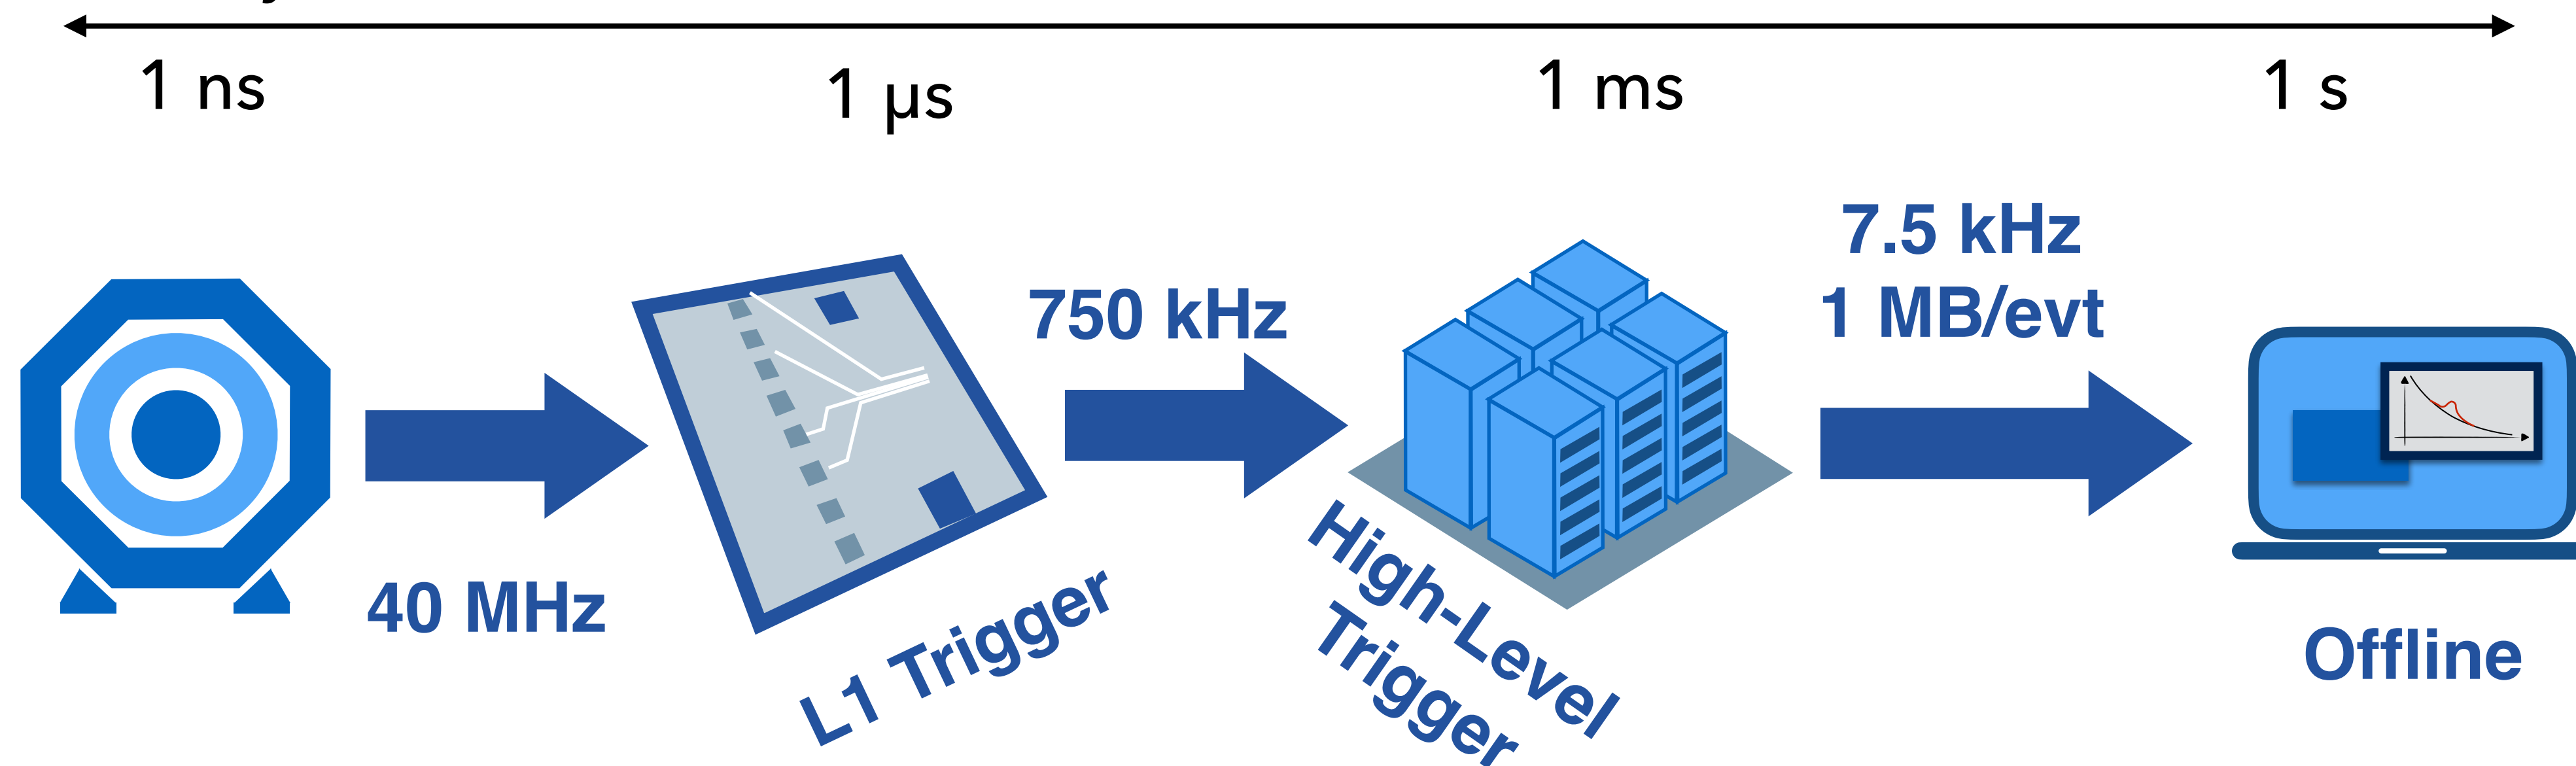 1 ns
1 µs
1 ms
1 s
40 MHz
L1 Trigger
750 kHz
High-Level
Trigger
7.5 kHz
1 MB/evt
Offline